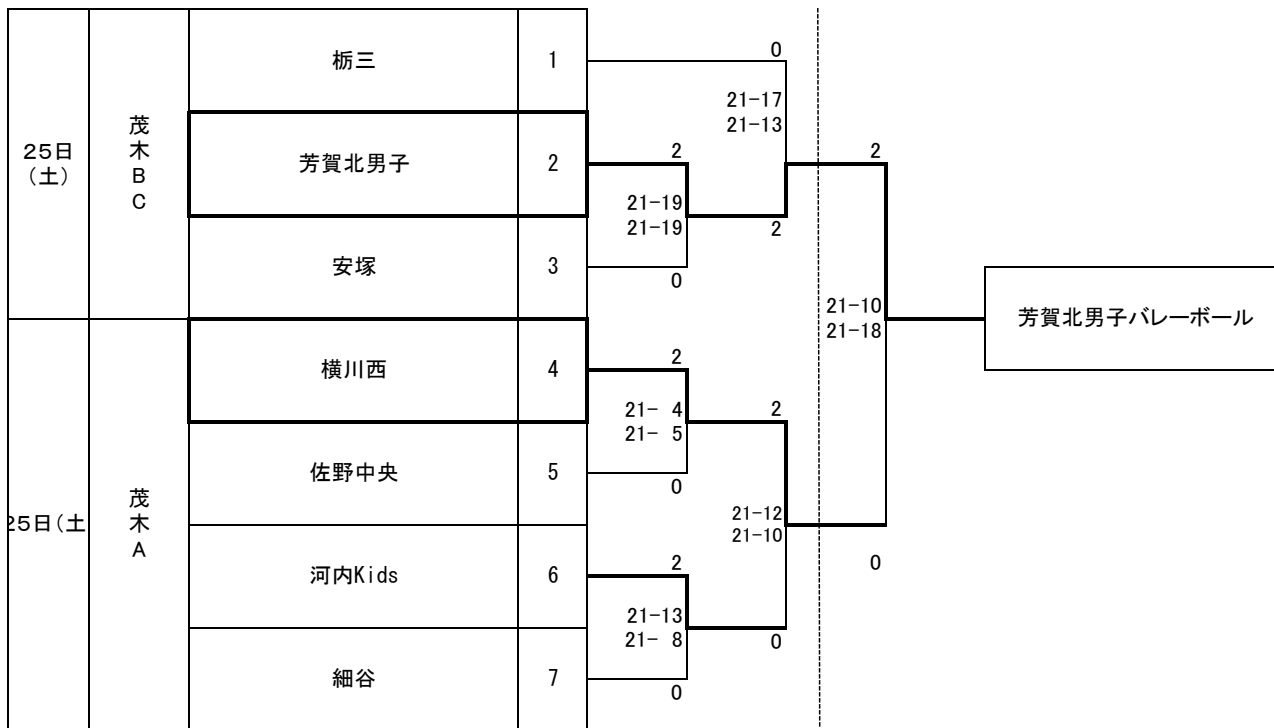 栃三
1
0
21-17
21-13
茂
木
B
C
25日
(土)
芳賀北男子
2
2
2
21-19
21-19
2
安塚
3
0
21-10
21-18
芳賀北男子バレーボール
横川西
4
2
21- 4
21- 5
2
佐野中央
5
0
25日(土
茂
木
A
21-12
21-10
0
河内Kids
6
2
21-13
21- 8
0
細谷
7
0